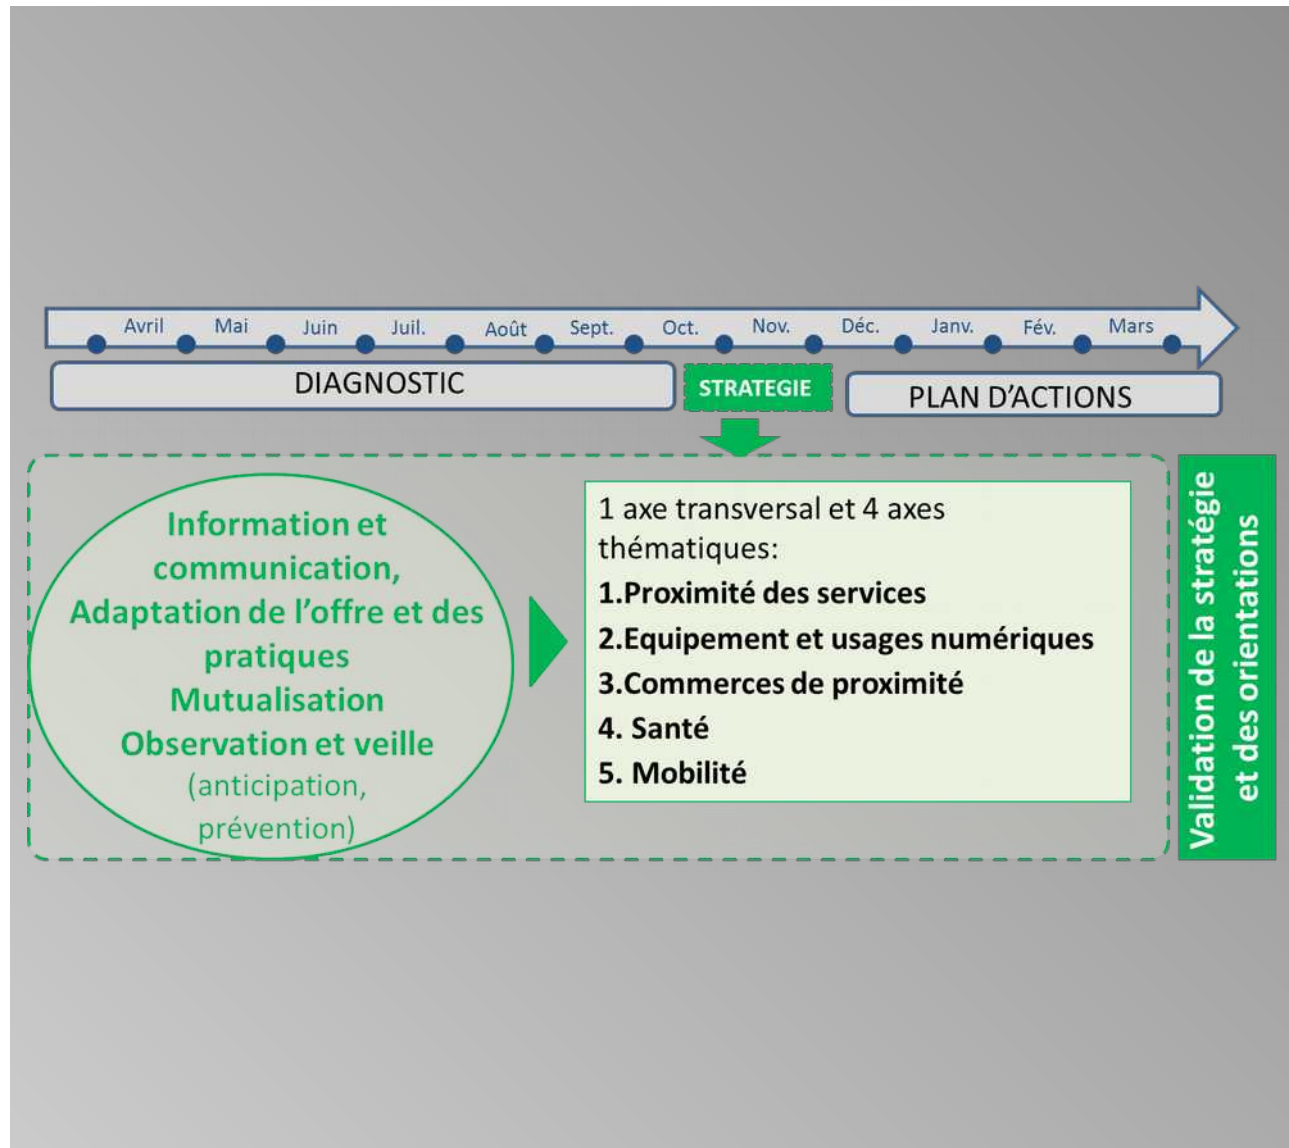 Avril Mai Juin Juil. Août Sept. Oct. Nov. Déc. Janv. Fév. Mars
DIAGNOSTIC
STRATEGIE
PLAN D’ACTIONS
Information et
communication,
Adaptation de l’offre et des
pratiques
Mutualisation
Observation et veille
(anticipation,
prévention)
1 axe transversal et 4 axes
thématiques:
1.Proximité des services
2.Equipement et usages numériques
3.Commerces de proximité
4. Santé
5. Mobilité
Validation de la stratégie
et des orientations